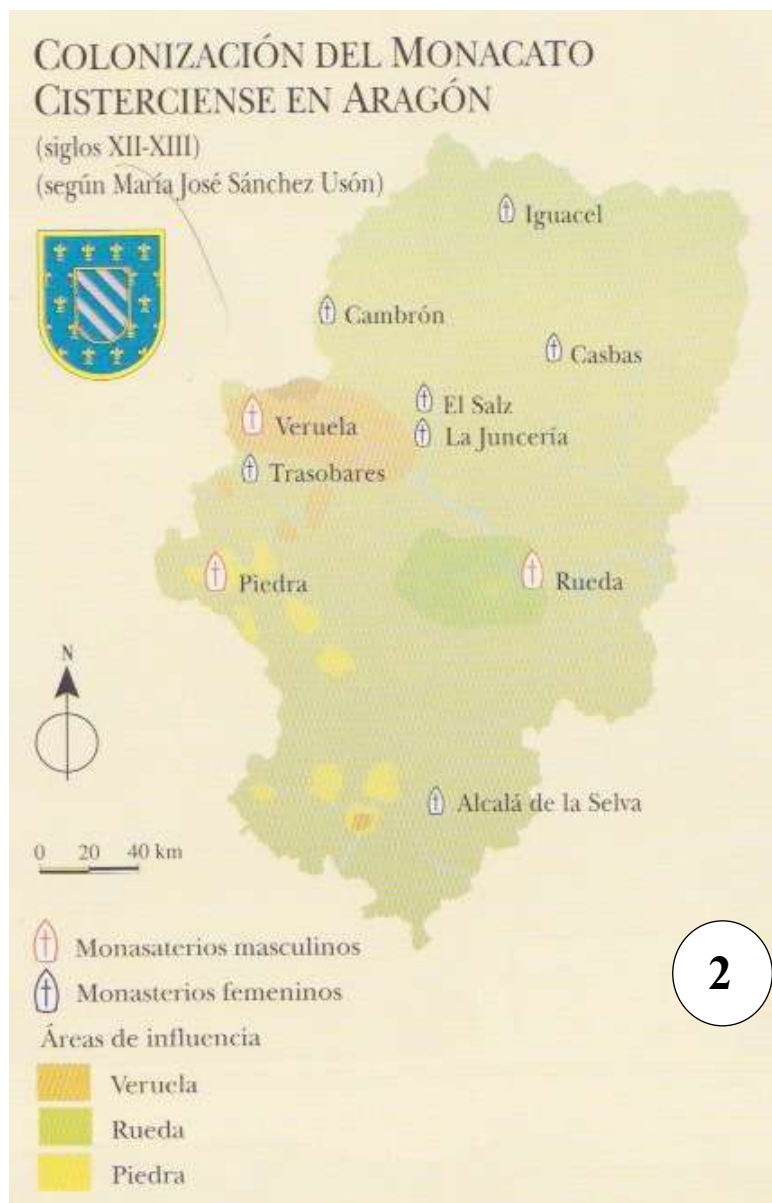 COLONIZACIÓN DEL MONACATO
CISTERCIENSE EN ARAGÓN
(siglos XII-XIII)
(según María José Sánchez Usón)
Iguacel
Cambrón
Casbas
El Salz
Veruela
La Juncería
Trasobares
Piedra
Rueda
N
Alcalá de la Selva
0 20 40 km
Monasaterios masculinos
Monasterios femeninos
2
Áreas de influencia
Veruela
Rueda
Piedra